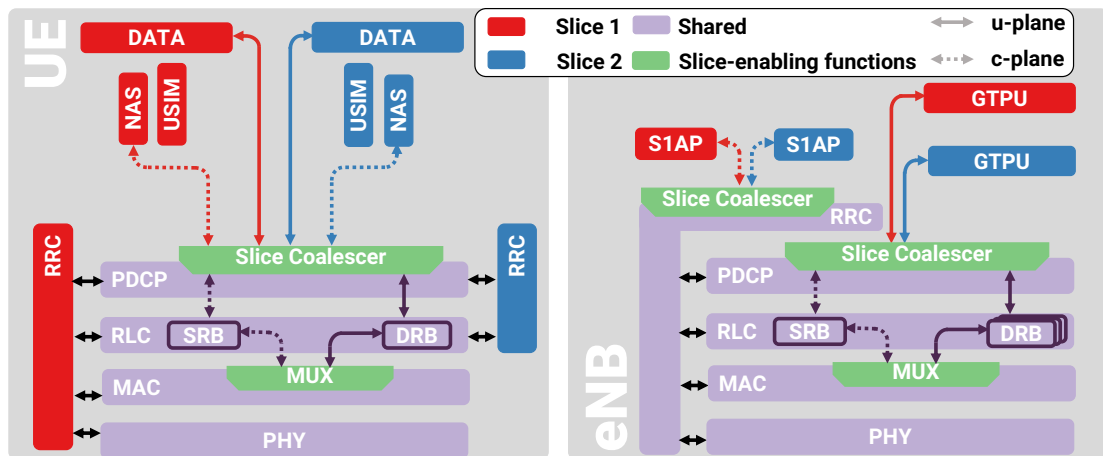 UE
DATA
DATA
NAS
USIM
USIM
NAS
RRC
Slice Coalescer
RRC
PDCP
RLC
SRB
DRB
MUX
MAC
PHY
Slice 1
Shared
u-plane
Slice 2
Slice-enabling functions
c-plane
eNB
GTPU
S1AP
S1AP
GTPU
Slice Coalescer
RRC
Slice Coalescer
PDCP
RLC
SRB
DRB
MUX
MAC
PHY